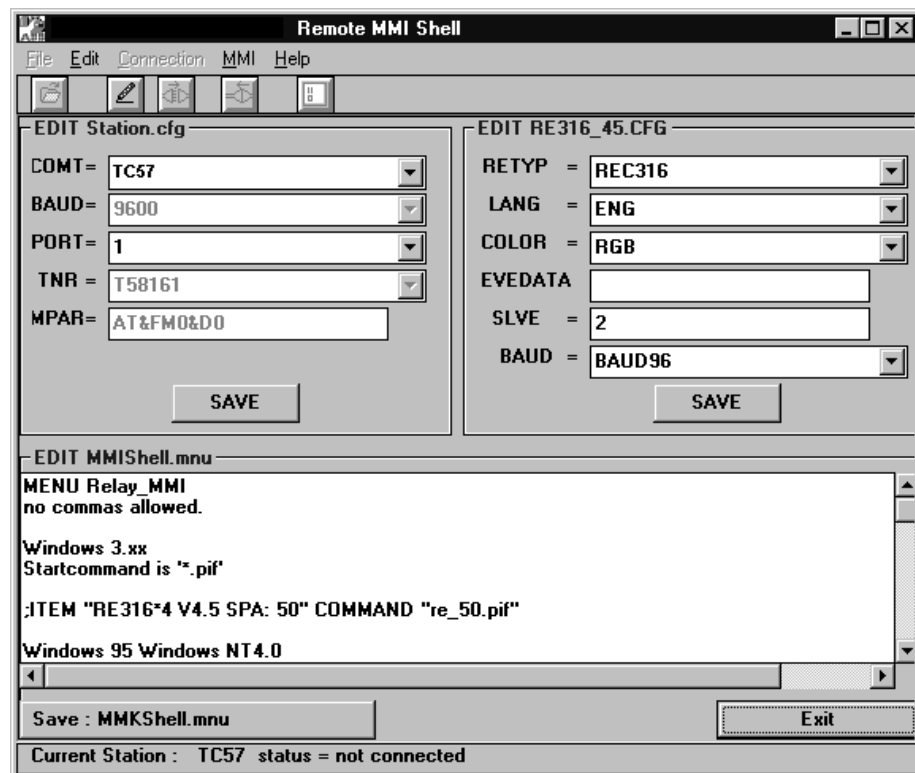 Remote MMI Shell
File Edit Connection MMI Help
EDIT Station.cfg
COMT= TC57
BAUD= 9600
PORT= 1
TNR = T58161
MPAR= AT&FM0&D0
SAVE
EDIT RE316_45.CFG
RETYP = REC316
LANG = ENG
COLOR = RGB
EVEDATA
SLVE = 2
BAUD = BAUD96
SAVE
EDIT MMIShell.mnu
MENU Relay_MMI
no commas allowed.
Windows 3.xx
Startcommand is '*.pif'
;ITEM "RE316*4 V4.5 SPA: 50" COMMAND "re_50.pif"
Windows 95 Windows NT4.0
Save : MMKShell.mnu
Exit
Current Station : TC57 status = not connected